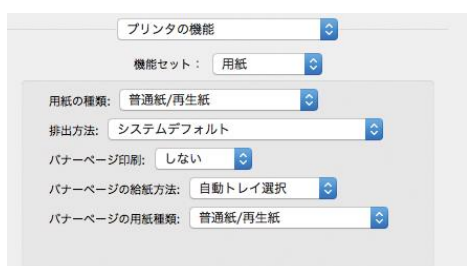 プリンタの機能
機能セット： 用紙
用紙の種類: 普通紙/再生紙
排出方法: システムデフォルト
バナーページ印刷: しない
バナーページの給紙方法: 自動トレイ選択
バナーページの用紙種類: 普通紙/再生紙